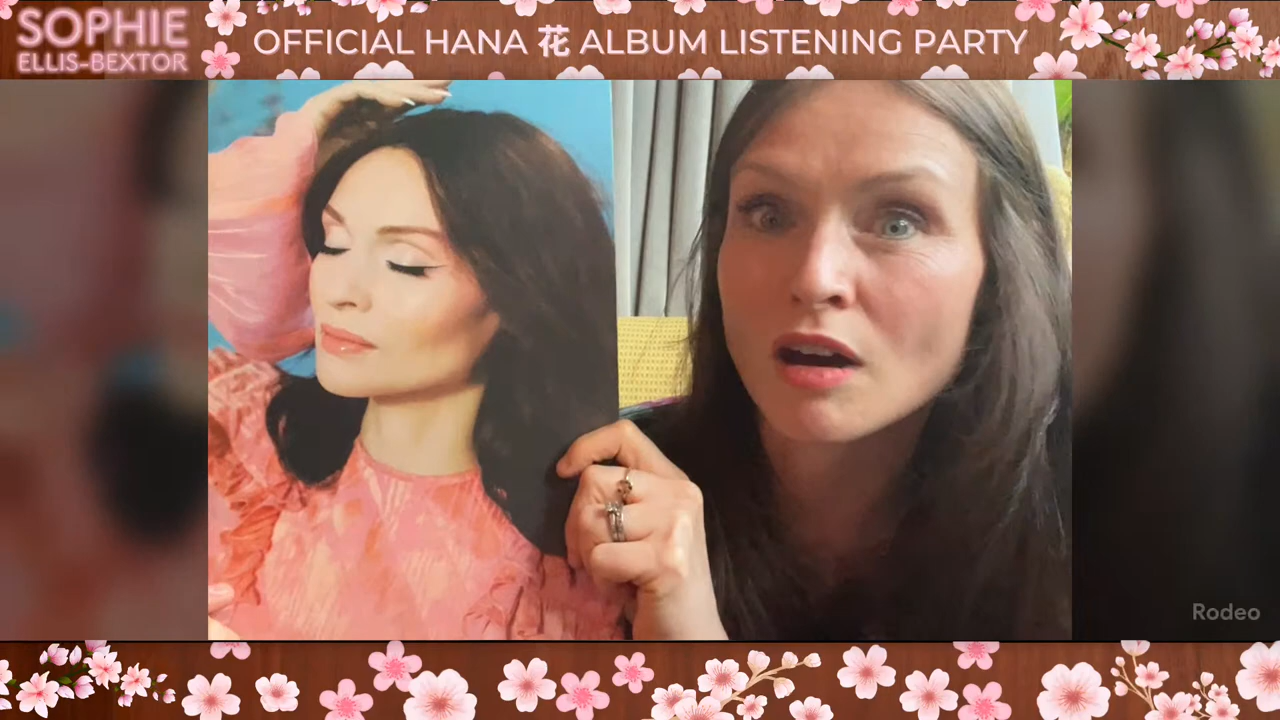 SOPHIE
ELLIS-BEXTOR
OFFICIAL HANA 花 ALBUM LISTENING PARTY
Rodeo